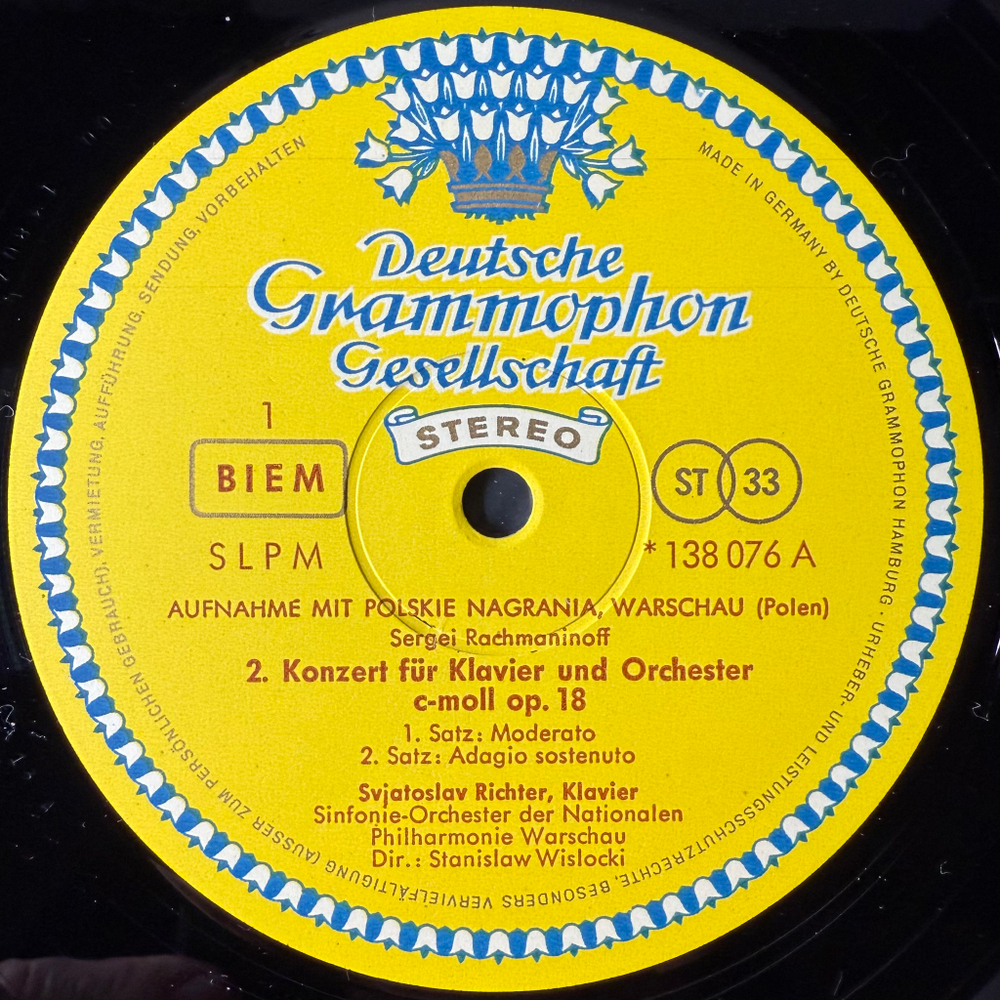 Deutsche
Grammophon
Gesellschaft
STEREO
1
BIEM
ST 33
SLPM
*138 076 A
AUFNAHME MIT POLSKIE NAGRANIA, WARSCHAU (Polen)
Sergei Rachmaninoff
2. Konzert für Klavier und Orchester
c-moll op. 18
1. Satz: Moderato
2. Satz: Adagio sostenuto
Svjatoslav Richter, Klavier
Sinfonie-Orchester der Nationalen
Philharmonie Warschau
Dir.: Stanislaw Wislocki
MADE IN GERMANY BY DEUTSCHE GRAMMOPHON HAMBURG · URHEBER- UND LEISTUNGSSCHUTZRECHTE, BESONDERS VERVIELFÄLTIGUNG (AUSSER ZUM PERSÖNLICHEN GEBRAUCH), VERMIETUNG, AUFFÜHRUNG, SENDUNG, VORBEHALTEN